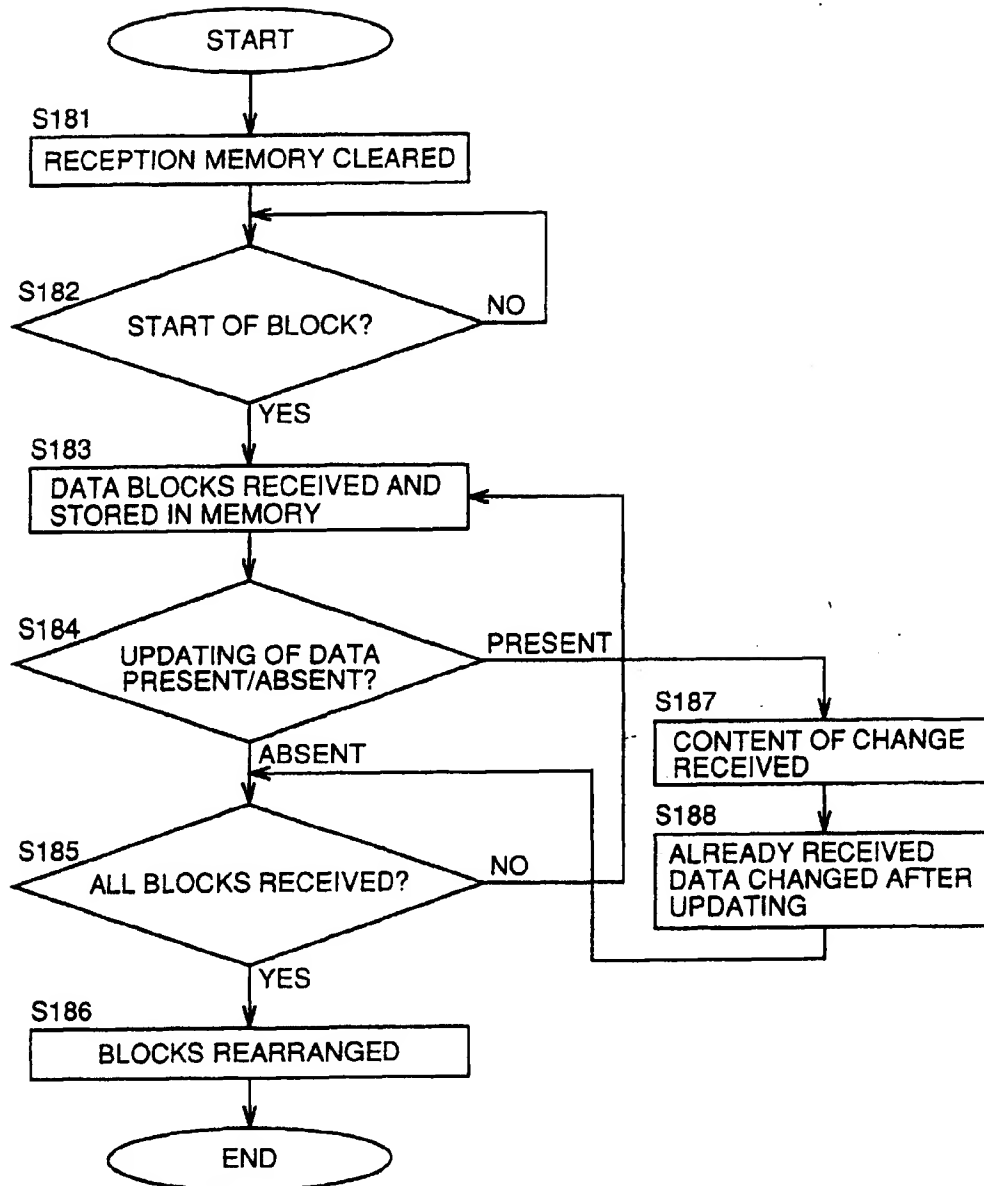 START
S181
RECEPTION MEMORY CLEARED
S182
START OF BLOCK?
NO
YES
S183
DATA BLOCKS RECEIVED AND
STORED IN MEMORY
S184
UPDATING OF DATA
PRESENT/ABSENT?
PRESENT
ABSENT
S187
CONTENT OF CHANGE
RECEIVED
S188
ALREADY RECEIVED
DATA CHANGED AFTER
UPDATING
S185
ALL BLOCKS RECEIVED?
NO
YES
S186
BLOCKS REARRANGED
END